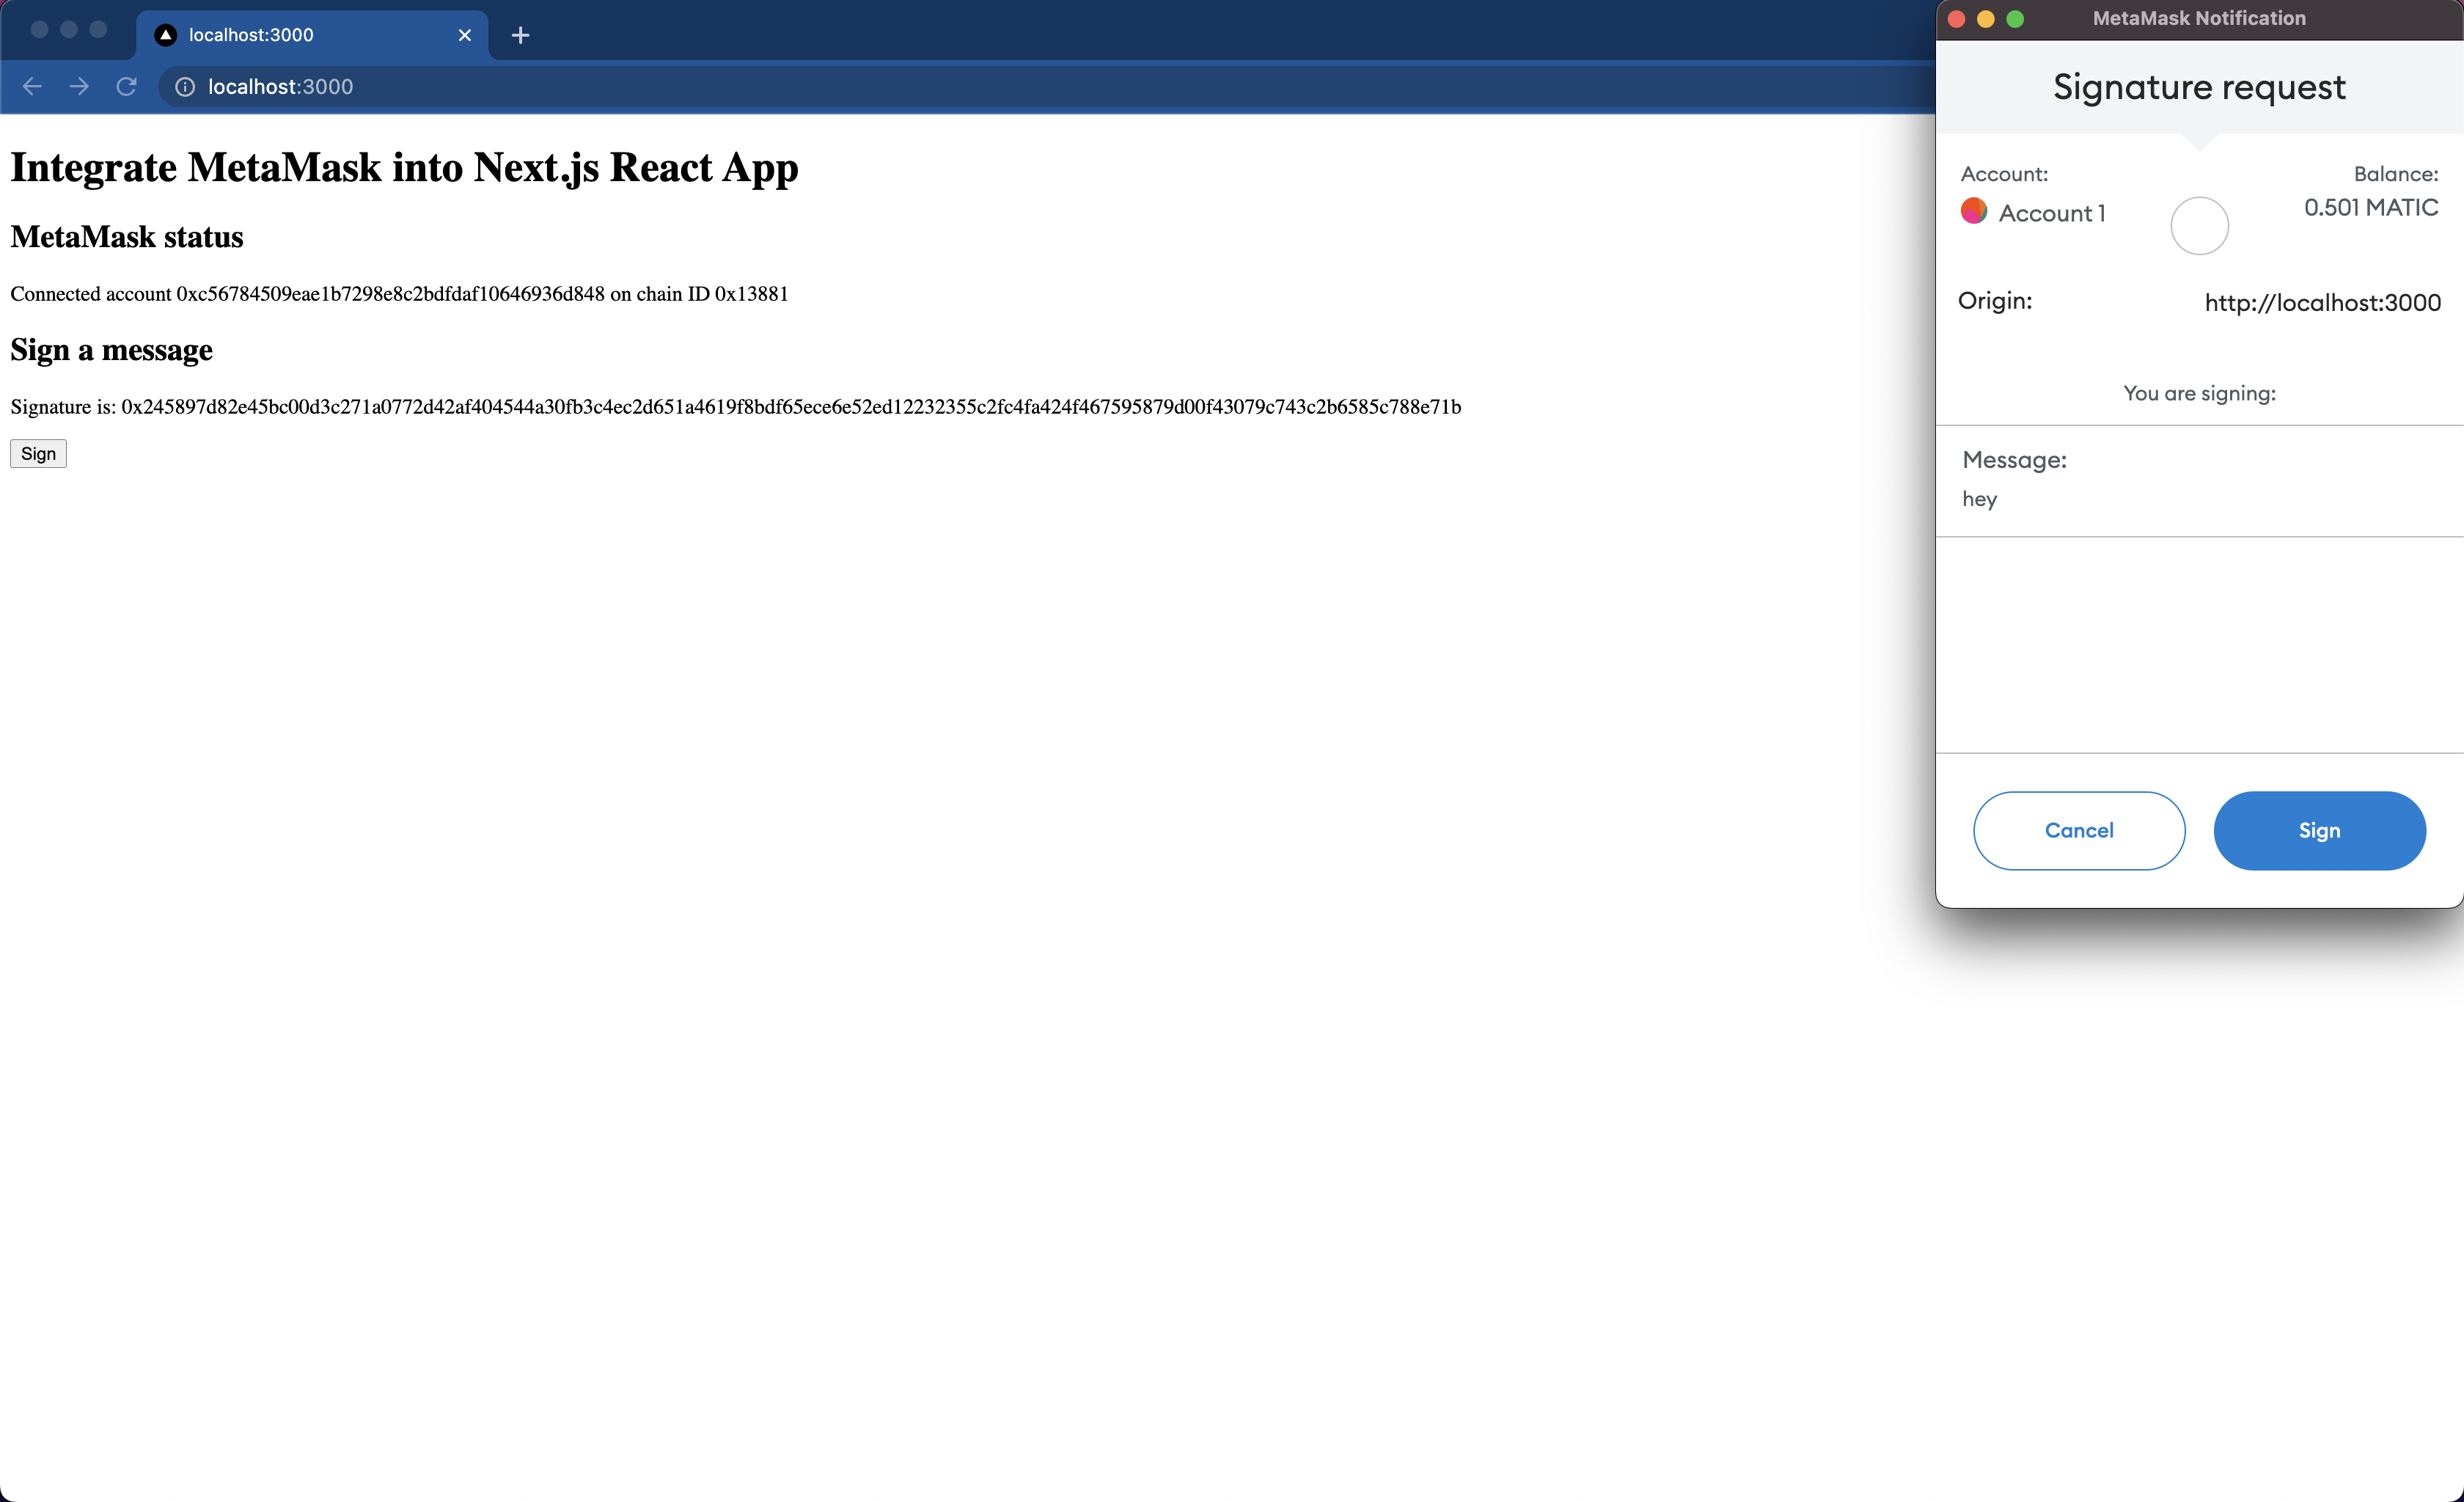 localhost:3000
localhost:3000
Integrate MetaMask into Next.js React App
MetaMask status
Connected account 0xc56784509eae1b7298e8c2bdfdaf10646936d848 on chain ID 0x13881
Sign a message
Signature is: 0x245897d82e45bc00d3c271a0772d42af404544a30fb3c4ec2d651a4619f8bdf65ece6e52ed12232355c2fc4fa424f467595879d00f43079c743c2b6585c788e71b
Sign
MetaMask Notification
Signature request
Account:
Balance:
Account 1
0.501 MATIC
Origin:
http://localhost:3000
You are signing:
Message:
hey
Cancel
Sign